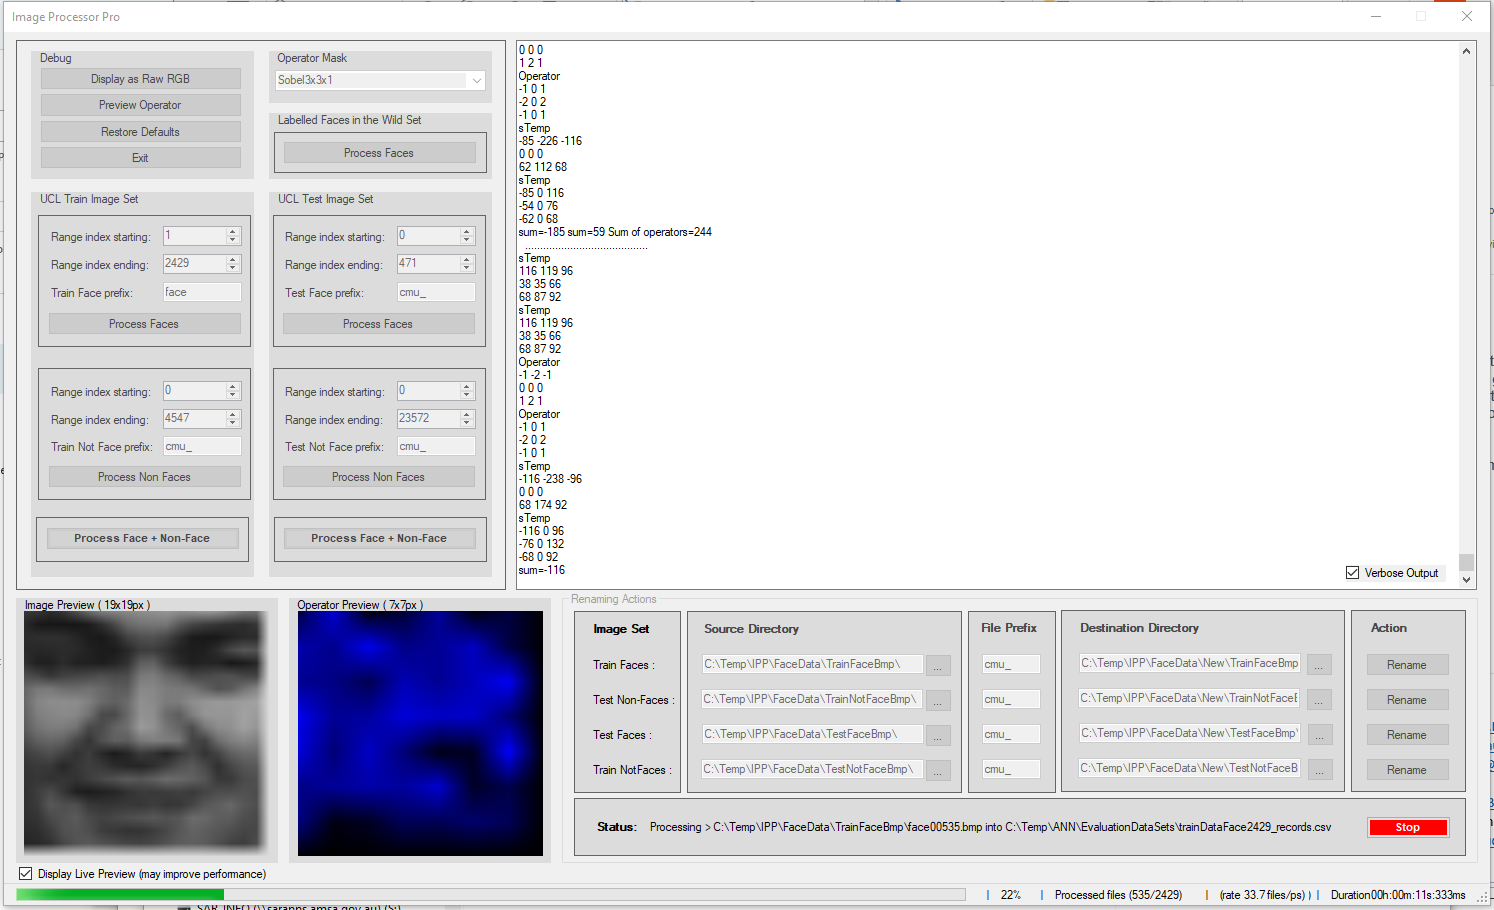 Image Processor Pro
Debug
Display as Raw RGB
Preview Operator
Restore Defaults
Exit
Operator Mask
Sobel3x3x1
Labelled Faces in the Wild Set
Process Faces
UCL Train Image Set
Range index starting: 1
Range index ending: 2429
Train Face prefix: face
Process Faces
Range index starting: 0
Range index ending: 4547
Train Not Face prefix: cmu_
Process Non Faces
Process Face + Non-Face
UCL Test Image Set
Range index starting: 0
Range index ending: 471
Test Face prefix: cmu_
Process Faces
Range index starting: 0
Range index ending: 23572
Test Not Face prefix: cmu_
Process Non Faces
Process Face + Non-Face
0 0 0
1 2 1
Operator
-1 0 1
-2 0 2
-1 0 1
sTemp
-85 -226 -116
0 0 0
62 112 68
sTemp
-85 0 116
-54 0 76
-62 0 68
sum=-185 sum=59 Sum of operators=244
..........................................
sTemp
116 119 96
38 35 66
68 87 92
sTemp
116 119 96
38 35 66
68 87 92
Operator
-1 -2 -1
0 0 0
1 2 1
Operator
-1 0 1
-2 0 2
-1 0 1
sTemp
-116 -238 -96
0 0 0
68 174 92
sTemp
-116 0 96
-76 0 132
-68 0 92
sum=-116
Verbose Output
Image Preview ( 19x19px )
Operator Preview ( 7x7px )
Renaming Actions
Image Set Source Directory File Prefix Destination Directory Action
Train Faces : C:\Temp\IPP\FaceData\TrainFaceBmp\ ... cmu_ C:\Temp\IPP\FaceData\New\TrainFaceBmp ... Rename
Test Non-Faces : C:\Temp\IPP\FaceData\TrainNotFaceBmp\ ... cmu_ C:\Temp\IPP\FaceData\New\TrainNotFaceE ... Rename
Test Faces : C:\Temp\IPP\FaceData\TestFaceBmp\ ... cmu_ C:\Temp\IPP\FaceData\New\TestFaceBmp\ ... Rename
Train NotFaces : C:\Temp\IPP\FaceData\TestNotFaceBmp\ ... cmu_ C:\Temp\IPP\FaceData\New\TestNotFaceB ... Rename
Status: Processing > C:\Temp\IPP\FaceData\TrainFaceBmp\face00535.bmp into C:\Temp\ANN\EvaluationDataSets\trainDataFace2429_records.csv Stop
Display Live Preview (may improve performance)
| 22% | Processed files (535/2429) | (rate 33.7 files/ps) ) | Duration00h:00m:11s:333ms